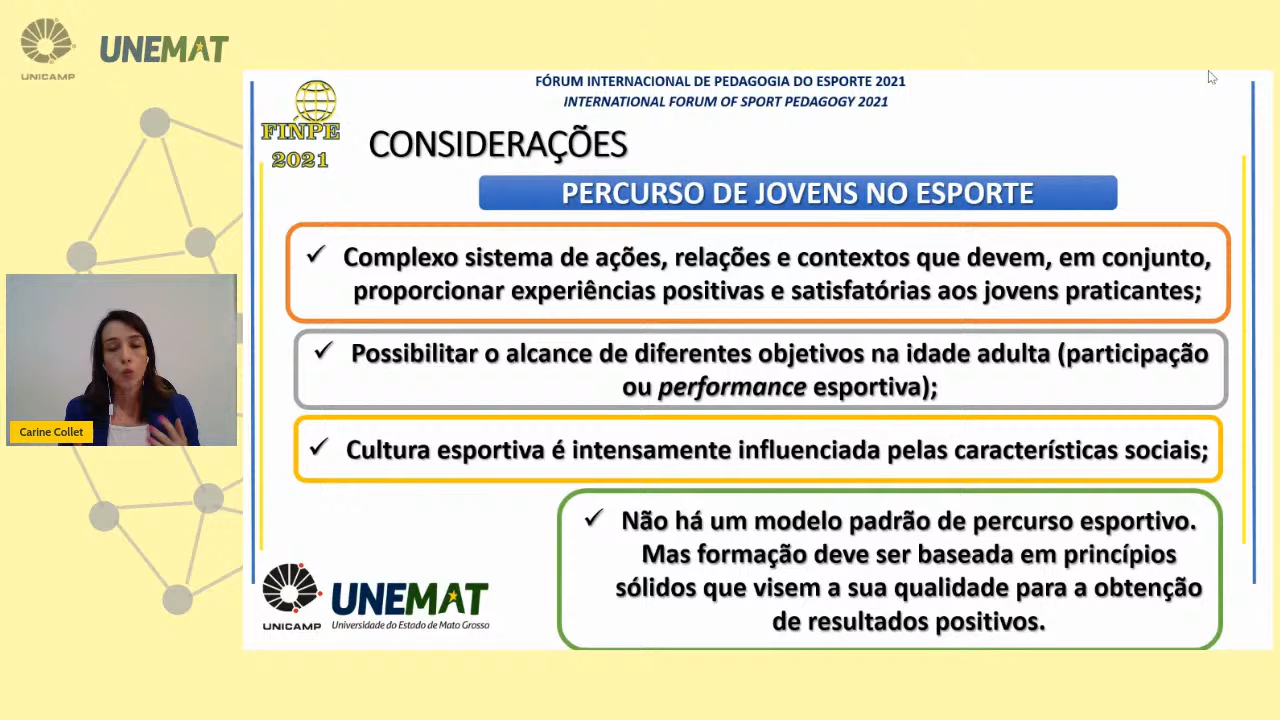 UNICAMP
UNEMAT
FÓRUM INTERNACIONAL DE PEDAGOGIA DO ESPORTE 2021
INTERNATIONAL FORUM OF SPORT PEDAGOGY 2021
FINPE
2021
CONSIDERAÇÕES
PERCURSO DE JOVENS NO ESPORTE
✓ Complexo sistema de ações, relações e contextos que devem, em conjunto,
proporcionar experiências positivas e satisfatórias aos jovens praticantes;
✓ Possibilitar o alcance de diferentes objetivos na idade adulta (participação
ou performance esportiva);
✓ Cultura esportiva é intensamente influenciada pelas características sociais;
✓ Não há um modelo padrão de percurso esportivo.
Mas formação deve ser baseada em princípios
sólidos que visem a sua qualidade para a obtenção
de resultados positivos.
Carine Collet
UNICAMP
UNEMAT
Universidade do Estado de Mato Grosso